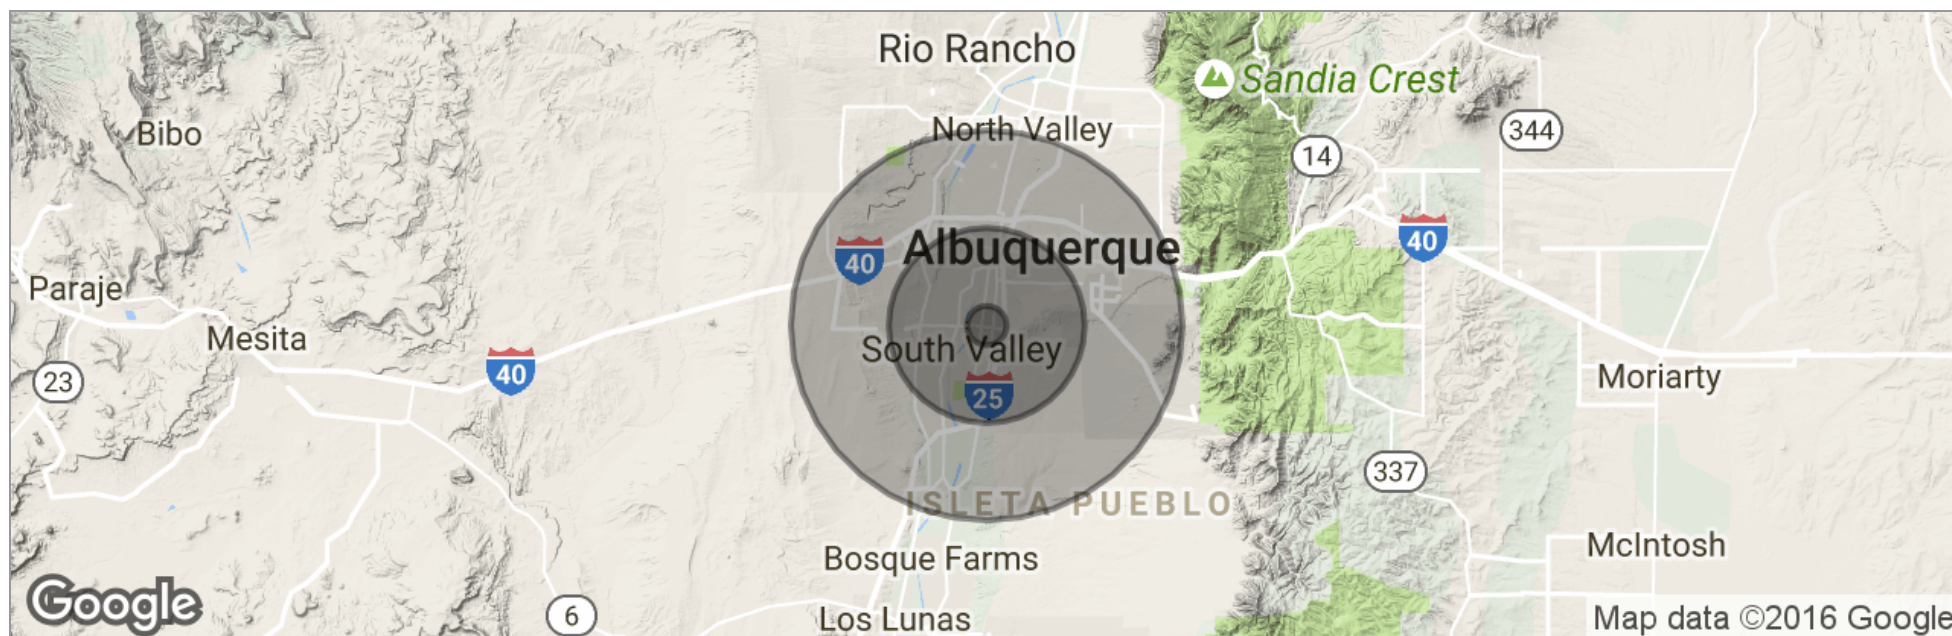 Rio Rancho
Sandia Crest
Bibo
North Valley
344
14
40
Albuquerque
40
Paraje
Mesita
South Valley
40
23
25
Moriarty
337
ISLETA PUEBLO
Bosque Farms
McIntosh
Google
6
Los Lunas
Map data ©2016 Google